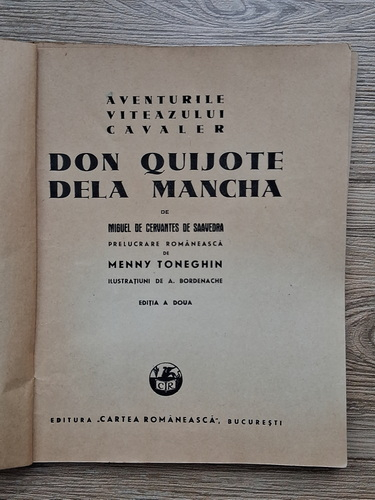 AVENTURILE
VITEAZULUI
CAVALER
DON QUIJOTE
DELA MANCHA
DE
MIGUEL DE CERVANTES DE SAAVEDRA
PRELUCRARE ROMÂNEASCĂ
DE
MENNY TONEGHIN
ILUSTRAȚIUNI DE A. BORDENACHE
EDIȚIA A DOUA
CR
EDITURA „CARTEA ROMÂNEASCĂ”, BUCUREȘTI